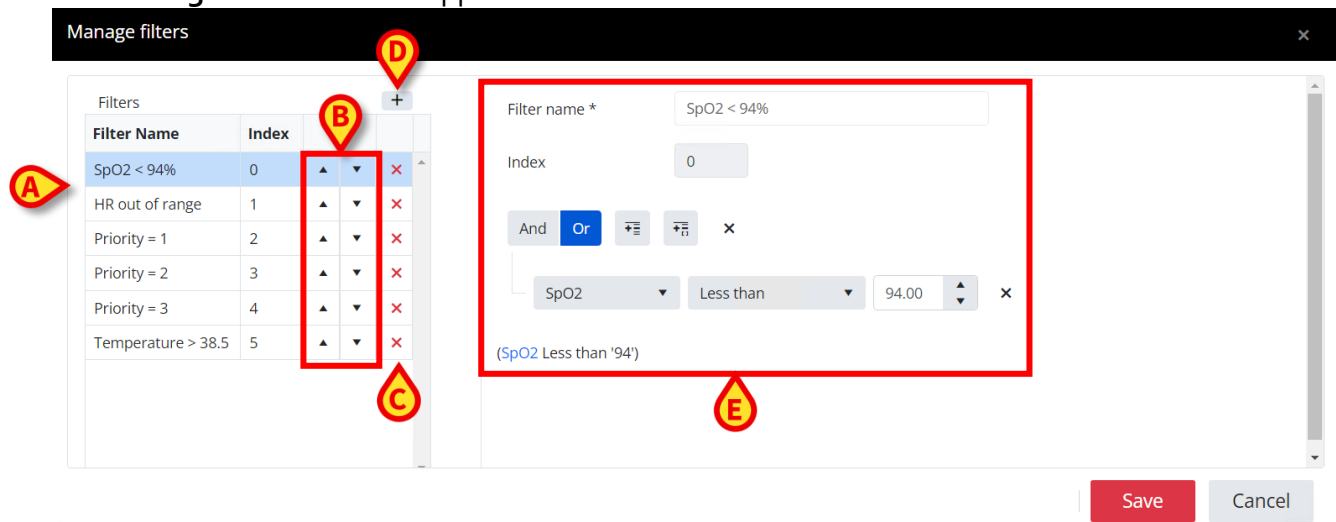 Manage filters ×
D
Filters +
B
Filter Name Index
A
SpO2 < 94% 0 ▲ ▼ ×
HR out of range 1 ▲ ▼ ×
Priority = 1 2 ▲ ▼ ×
Priority = 2 3 ▲ ▼ ×
Priority = 3 4 ▲ ▼ ×
Temperature > 38.5 5 ▲ ▼ ×
C
Filter name * SpO2 < 94%
Index 0
And Or ×
SpO2 ▼ Less than ▼ 94.00 ×
(SpO2 Less than '94')
E
Save Cancel